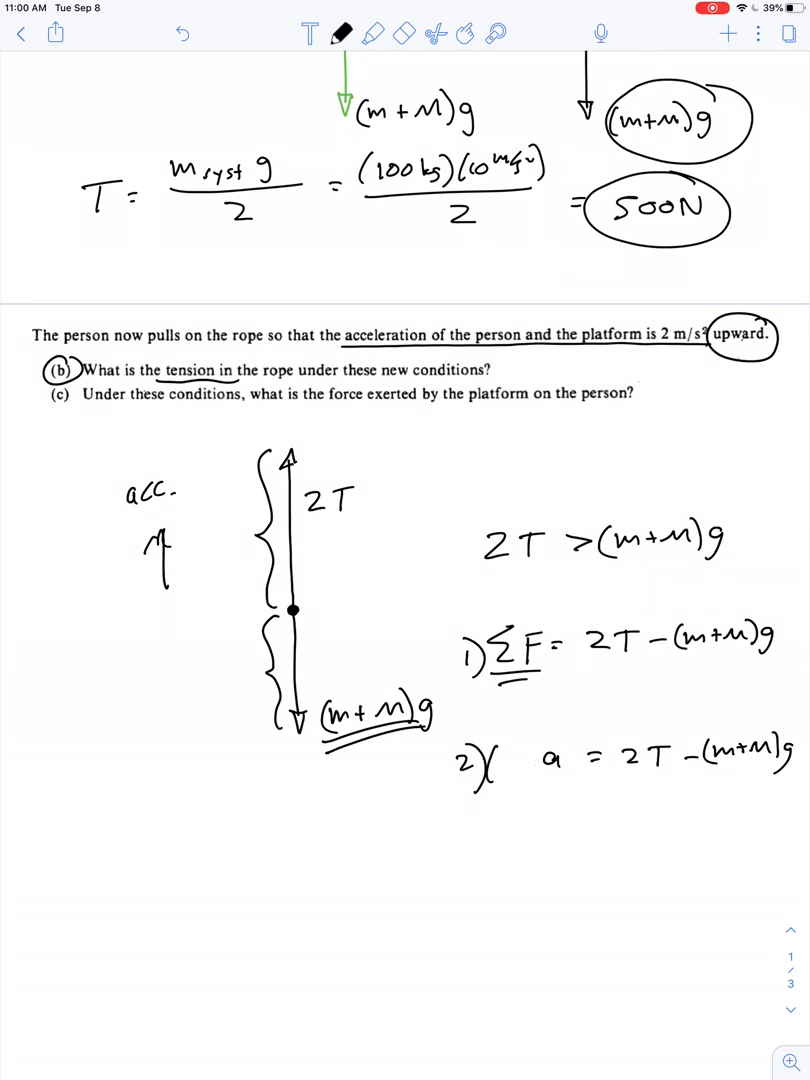 11:00 AM Tue Sep 8
39%
T
(m + M)g
(m+M)g
T = m syst g / 2 = (100 kg)(10 m/s²) / 2 = 500N
The person now pulls on the rope so that the acceleration of the person and the platform is 2 m/s² upward.
(b) What is the tension in the rope under these new conditions?
(c) Under these conditions, what is the force exerted by the platform on the person?
acc.
2T
2T > (m+M)g
1) ΣF = 2T - (m+M)g
(m + M)g
2) ( a = 2T - (m+M)g
1
/
3